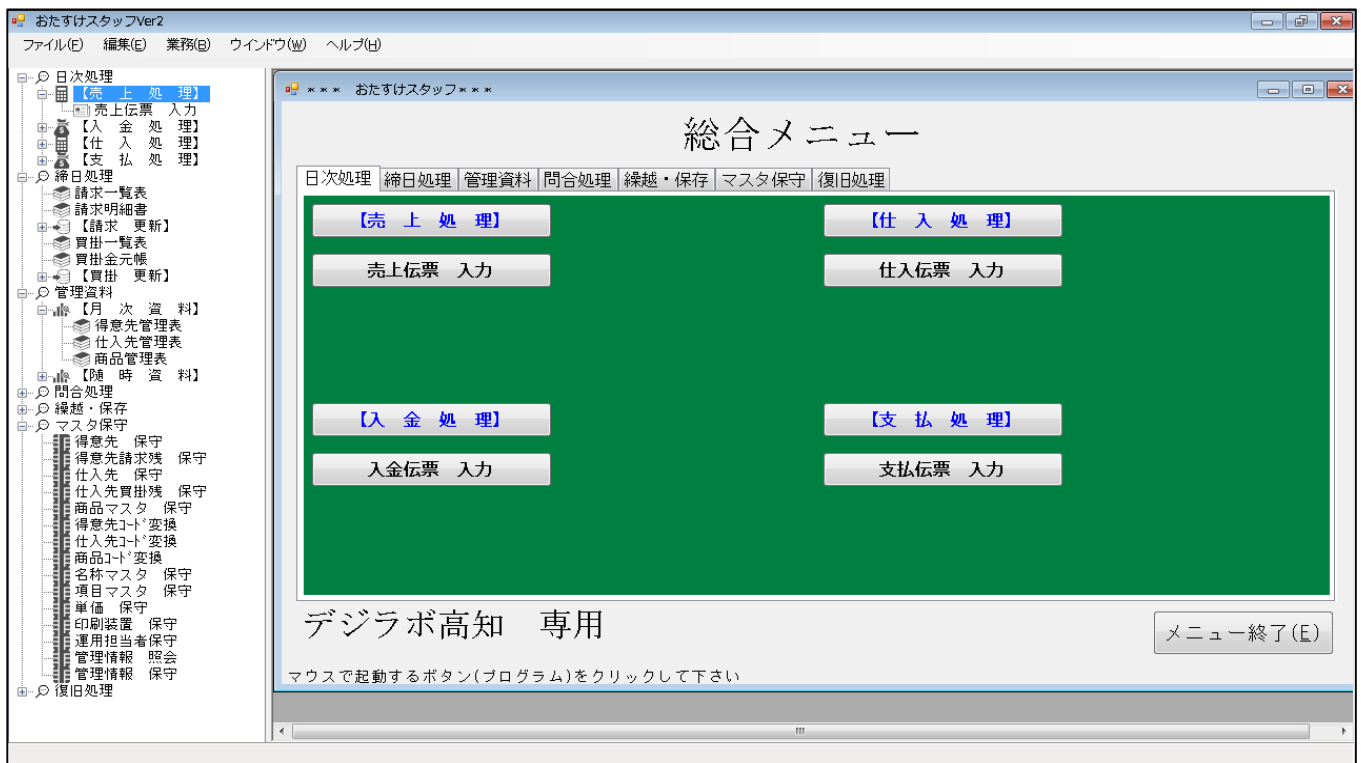 おたすけスタッフVer2
ファイル(F) 編集(E) 業務(B) ウインドウ(W) ヘルプ(H)
日次処理
【売 上 処 理】
売上伝票 入力
【入 金 処 理】
【仕 入 処 理】
【支 払 処 理】
締日処理
請求一覧表
請求明細書
【請求 更新】
買掛一覧表
買掛金元帳
【買掛 更新】
管理資料
【月 次 資 料】
得意先管理表
仕入先管理表
商品管理表
【随 時 資 料】
問合処理
繰越・保存
マスタ保守
得意先 保守
得意先請求残 保守
仕入先 保守
仕入先買掛残 保守
商品マスタ 保守
得意先ｺｰﾄﾞ変換
仕入先ｺｰﾄﾞ変換
商品ｺｰﾄﾞ変換
名称マスタ 保守
項目マスタ 保守
単価 保守
印刷装置 保守
運用担当者保守
管理情報 照会
管理情報 保守
復旧処理
*** おたすけスタッフ***
総合メニュー
日次処理 締日処理 管理資料 問合処理 繰越・保存 マスタ保守 復旧処理
【売 上 処 理】 【仕 入 処 理】
売上伝票 入力 仕入伝票 入力
【入 金 処 理】 【支 払 処 理】
入金伝票 入力 支払伝票 入力
デジラボ高知 専用
メニュー終了(E)
マウスで起動するボタン(プログラム)をクリックして下さい